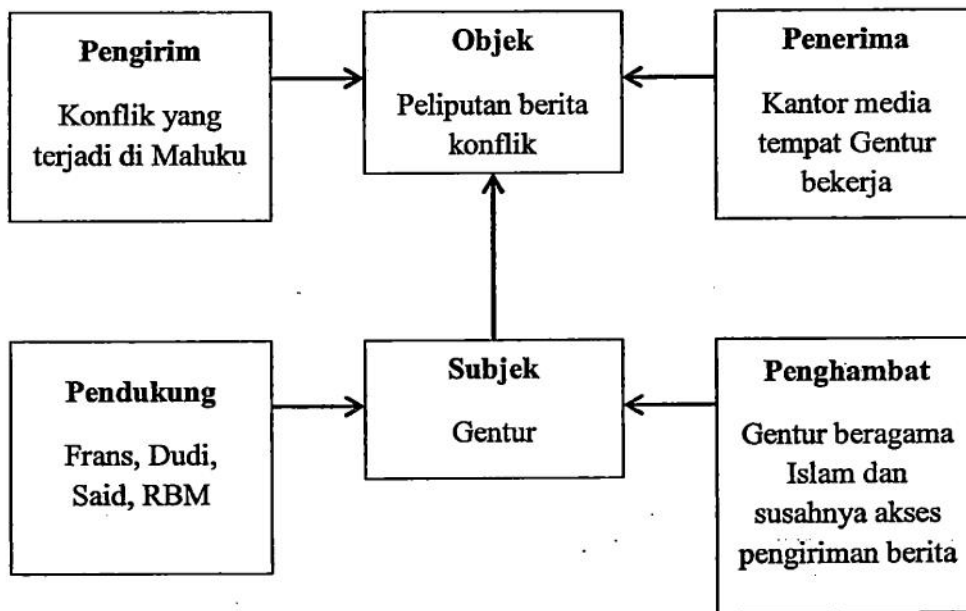 Pengirim
Konflik yang
terjadi di Maluku
Objek
Peliputan berita
konflik
Penerima
Kantor media
tempat Gentur
bekerja
Pendukung
Frans, Dudi,
Said, RBM
Subjek
Gentur
Penghambat
Gentur beragama
Islam dan
susahnya akses
pengiriman berita